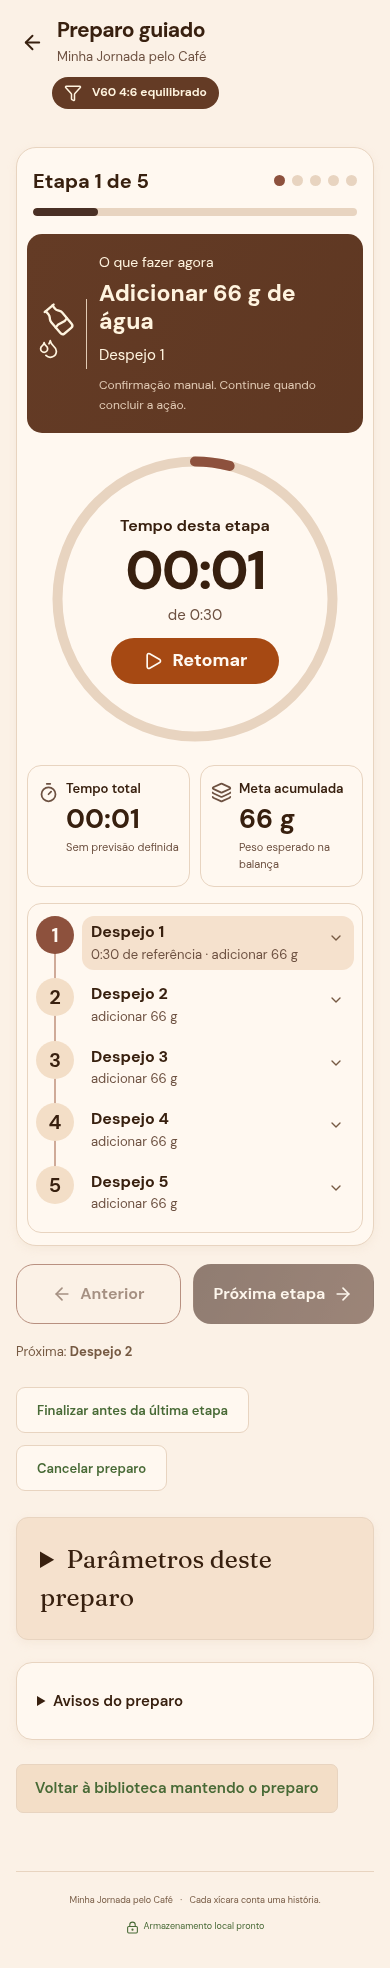 Preparo guiado
Minha Jornada pelo Café
V60 4:6 equilibrado
Etapa 1 de 5
O que fazer agora
Adicionar 66 g de
água
Despejo 1
Confirmação manual. Continue quando
concluir a ação.
Tempo desta etapa
00:01
de 0:30
Retomar
Tempo total
00:01
Sem previsão definida
Meta acumulada
66 g
Peso esperado na
balança
1
Despejo 1
0:30 de referência · adicionar 66 g
2
Despejo 2
adicionar 66 g
3
Despejo 3
adicionar 66 g
4
Despejo 4
adicionar 66 g
5
Despejo 5
adicionar 66 g
Anterior
Próxima etapa
Próxima: Despejo 2
Finalizar antes da última etapa
Cancelar preparo
Parâmetros deste
preparo
Avisos do preparo
Voltar à biblioteca mantendo o preparo
Minha Jornada pelo Café · Cada xícara conta uma história.
Armazenamento local pronto